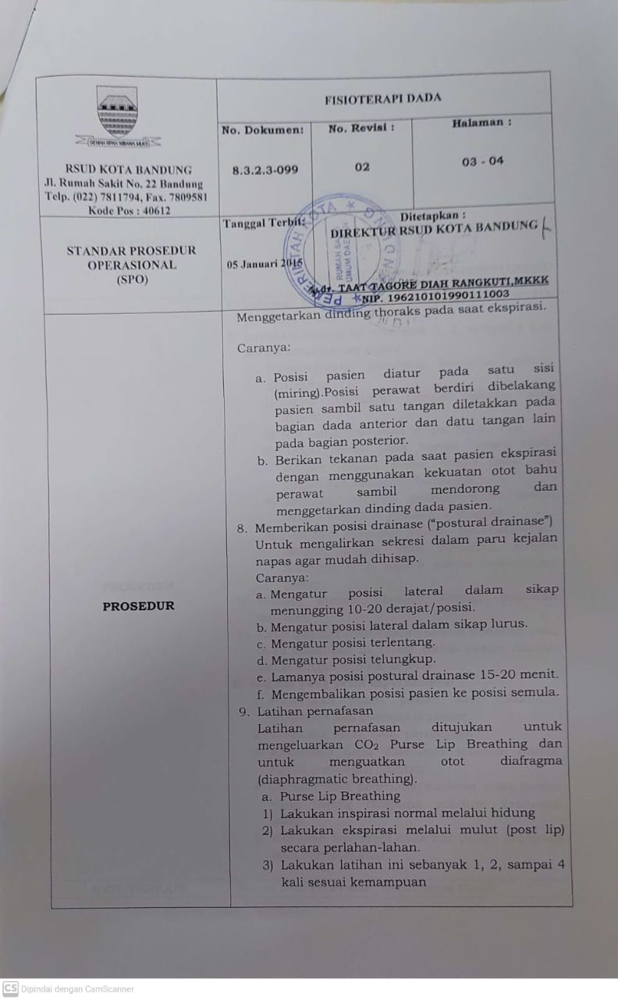 FISIOTERAPI DADA
No. Dokumen:
No. Revisi :
Halaman :
8.3.2.3-099
02
03 - 04
RSUD KOTA BANDUNG
Jl. Rumah Sakit No. 22 Bandung
Telp. (022) 7811794, Fax. 7809581
Kode Pos : 40612
Tanggal Terbit:
05 Januari 2015
Ditetapkan :
DIREKTUR RSUD KOTA BANDUNG
dr. TAAT TAGORE DIAH RANGKUTI,MKKK
NIP. 196210101990111003
PEMERINTAH KOTA BANDUNG
RUMAH SAKIT
UMUM DAERAH
STANDAR PROSEDUR
OPERASIONAL
(SPO)
PROSEDUR
Menggetarkan dinding thoraks pada saat ekspirasi.
Caranya:
a. Posisi pasien diatur pada satu sisi
(miring).Posisi perawat berdiri dibelakang
pasien sambil satu tangan diletakkan pada
bagian dada anterior dan datu tangan lain
pada bagian posterior.
b. Berikan tekanan pada saat pasien ekspirasi
dengan menggunakan kekuatan otot bahu
perawat sambil mendorong dan
menggetarkan dinding dada pasien.
8. Memberikan posisi drainase (“postural drainase”)
Untuk mengalirkan sekresi dalam paru kejalan
napas agar mudah dihisap.
Caranya:
a. Mengatur posisi lateral dalam sikap
menungging 10-20 derajat/posisi.
b. Mengatur posisi lateral dalam sikap lurus.
c. Mengatur posisi terlentang.
d. Mengatur posisi telungkup.
e. Lamanya posisi postural drainase 15-20 menit.
f. Mengembalikan posisi pasien ke posisi semula.
9. Latihan pernafasan
Latihan pernafasan ditujukan untuk
mengeluarkan CO2 Purse Lip Breathing dan
untuk menguatkan otot diafragma
(diaphragmatic breathing).
a. Purse Lip Breathing
1) Lakukan inspirasi normal melalui hidung
2) Lakukan ekspirasi melalui mulut (post lip)
secara perlahan-lahan.
3) Lakukan latihan ini sebanyak 1, 2, sampai 4
kali sesuai kemampuan
CS Dipindai dengan CamScanner